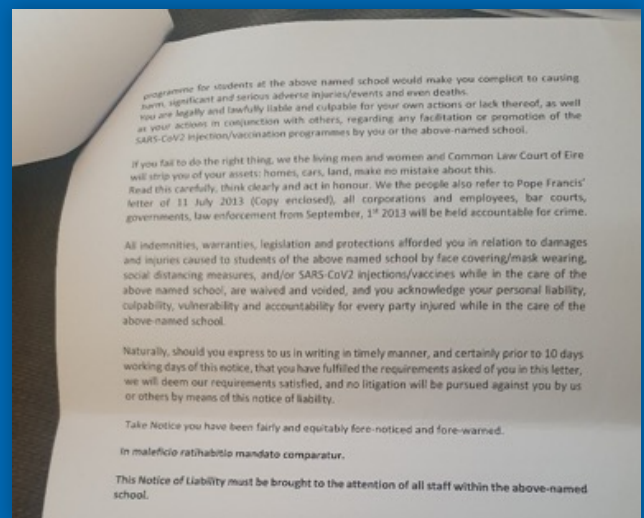 programme for students at the above named school would make you complicit to causing
harm, significant and serious adverse injuries/events and even deaths.
You are legally and lawfully liable and culpable for your own actions or lack thereof, as well
as your actions in conjunction with others, regarding any facilitation or promotion of the
SARS-CoV2 injection/vaccination programmes by you or the above-named school.
If you fail to do the right thing, we the living men and women and Common Law Court of Eire
will strip you of your assets: homes, cars, land, make no mistake about this.
Read this carefully, think clearly and act in honour. We the people also refer to Pope Francis'
letter of 11 July 2013 (Copy enclosed), all corporations and employees, bar courts,
governments, law enforcement from September, 1st 2013 will be held accountable for crime.
All indemnities, warranties, legislation and protections afforded you in relation to damages
and injuries caused to students of the above named school by face covering/mask wearing,
social distancing measures, and/or SARS-CoV2 injections/vaccines while in the care of the
above named school, are waived and voided, and you acknowledge your personal liability,
culpability, vulnerability and accountability for every party injured while in the care of the
above-named school.
Naturally, should you express to us in writing in timely manner, and certainly prior to 10 days
working days of this notice, that you have fulfilled the requirements asked of you in this letter,
we will deem our requirements satisfied, and no litigation will be pursued against you by us
or others by means of this notice of liability.
Take Notice you have been fairly and equitably fore-noticed and fore-warned.
In maleficio ratihabitio mandato comparatur.
This Notice of Liability must be brought to the attention of all staff within the above-named
school.